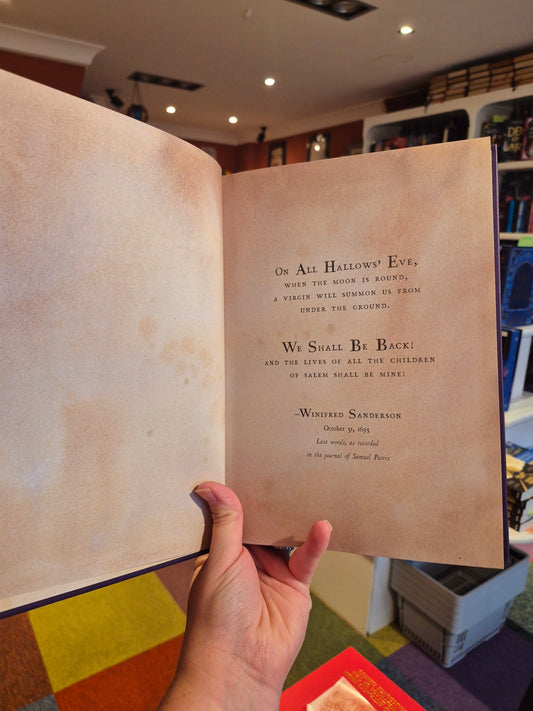 On All Hallows' Eve,
when the moon is round,
a virgin will summon us from
under the ground.
We Shall Be Back!
and the lives of all the children
of Salem shall be mine!
—Winifred Sanderson
October 31, 1693
Last words, as recorded
in the journal of Samuel Parris